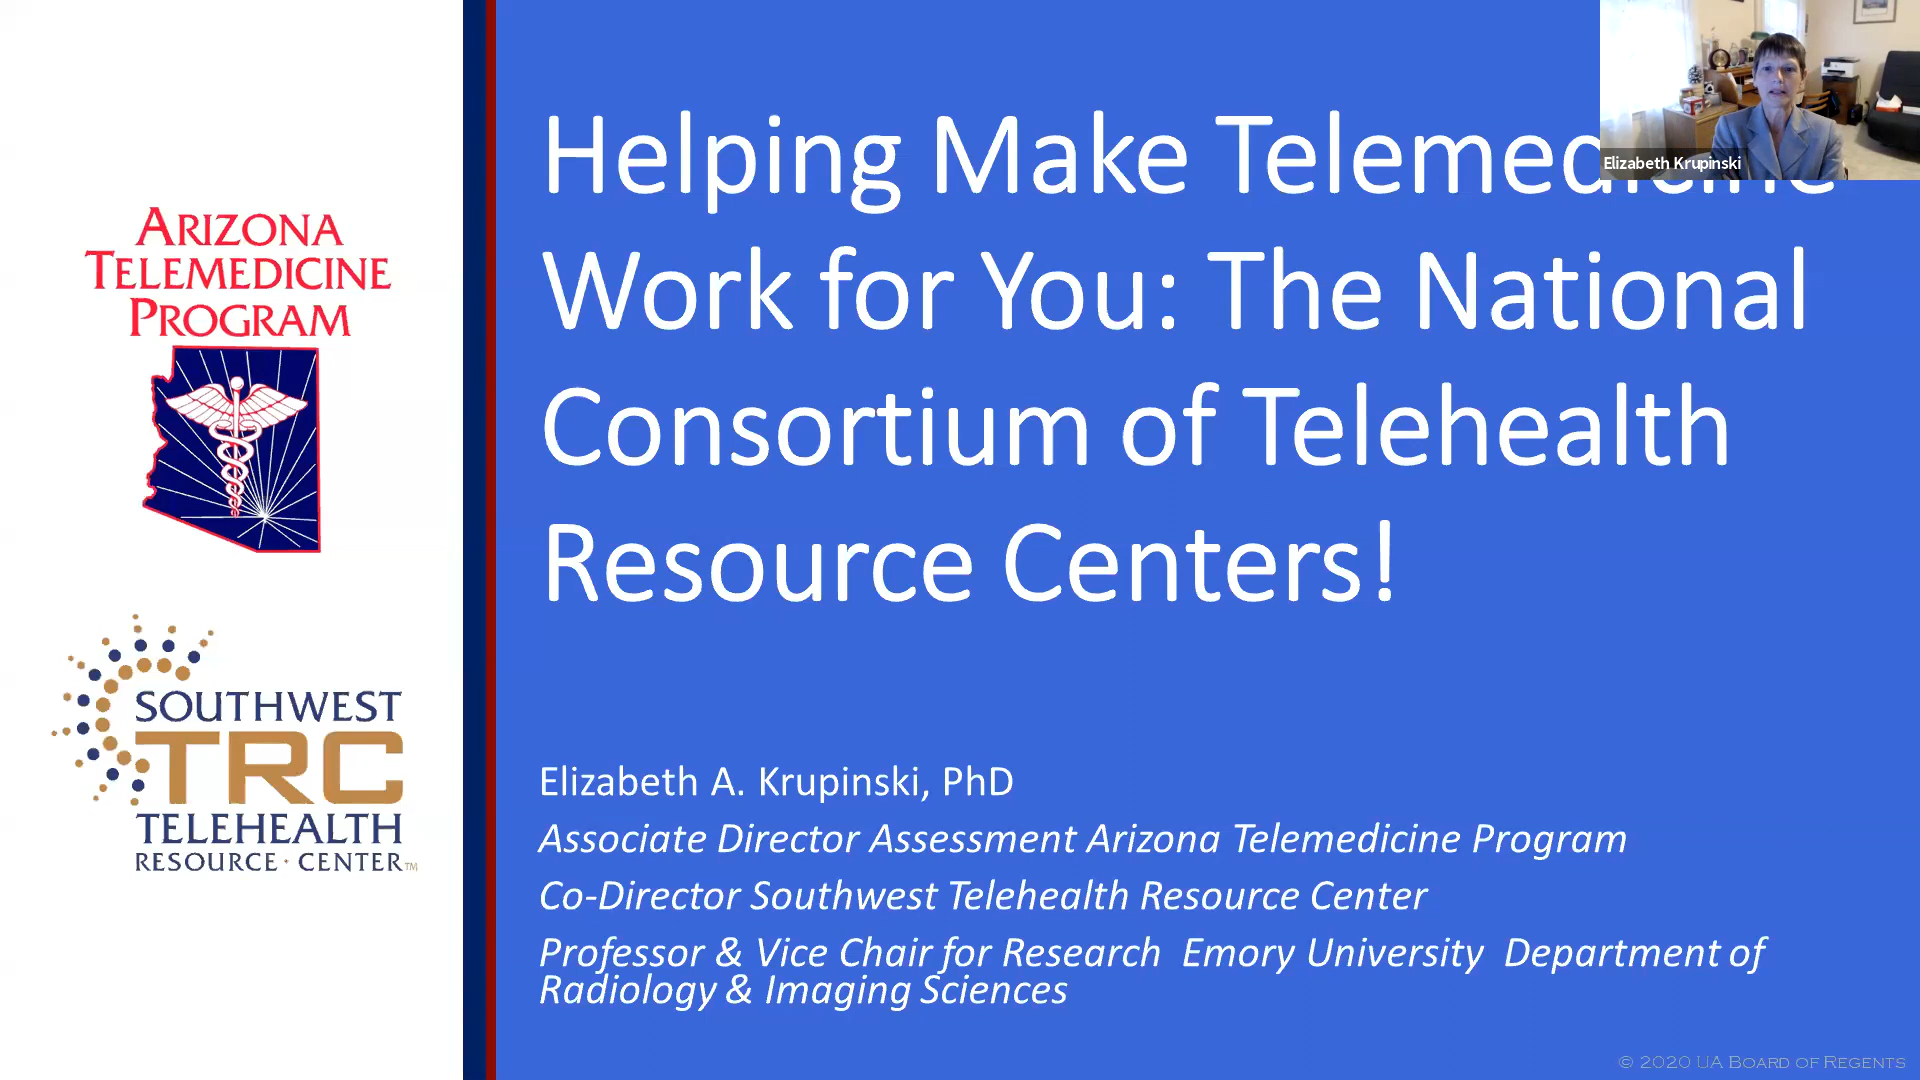 ARIZONA
TELEMEDICINE
PROGRAM
SOUTHWEST
TRC
TELEHEALTH
RESOURCE · CENTER™
Helping Make Telemedicine
Work for You: The National
Consortium of Telehealth
Resource Centers!
Elizabeth Krupinski
Elizabeth A. Krupinski, PhD
Associate Director Assessment Arizona Telemedicine Program
Co-Director Southwest Telehealth Resource Center
Professor & Vice Chair for Research Emory University Department of
Radiology & Imaging Sciences
© 2020 UA BOARD OF REGENTS